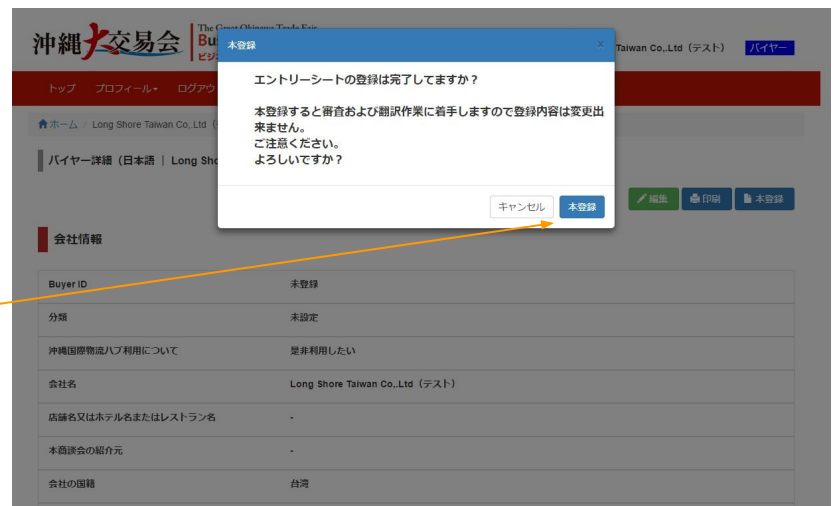 沖縄大交易会
The Great Okinawa Trade Fair
Bu
ビジ
本登録
×
Taiwan Co,.Ltd（テスト）
バイヤー
トップ
プロフィール
ログアウ
エントリーシートの登録は完了してますか？
本登録すると審査および翻訳作業に着手しますので登録内容は変更出
来ません。
ご注意ください。
よろしいですか？
キャンセル
本登録
ホーム / Long Shore Taiwan Co,.Ltd（
バイヤー詳細（日本語 | Long Sho
編集
印刷
本登録
会社情報
Buyer ID
未登録
分類
未設定
沖縄国際物流ハブ利用について
是非利用したい
会社名
Long Shore Taiwan Co,.Ltd（テスト）
店舗名又はホテル名またはレストラン名
-
本商談会の紹介元
-
会社の国籍
台湾